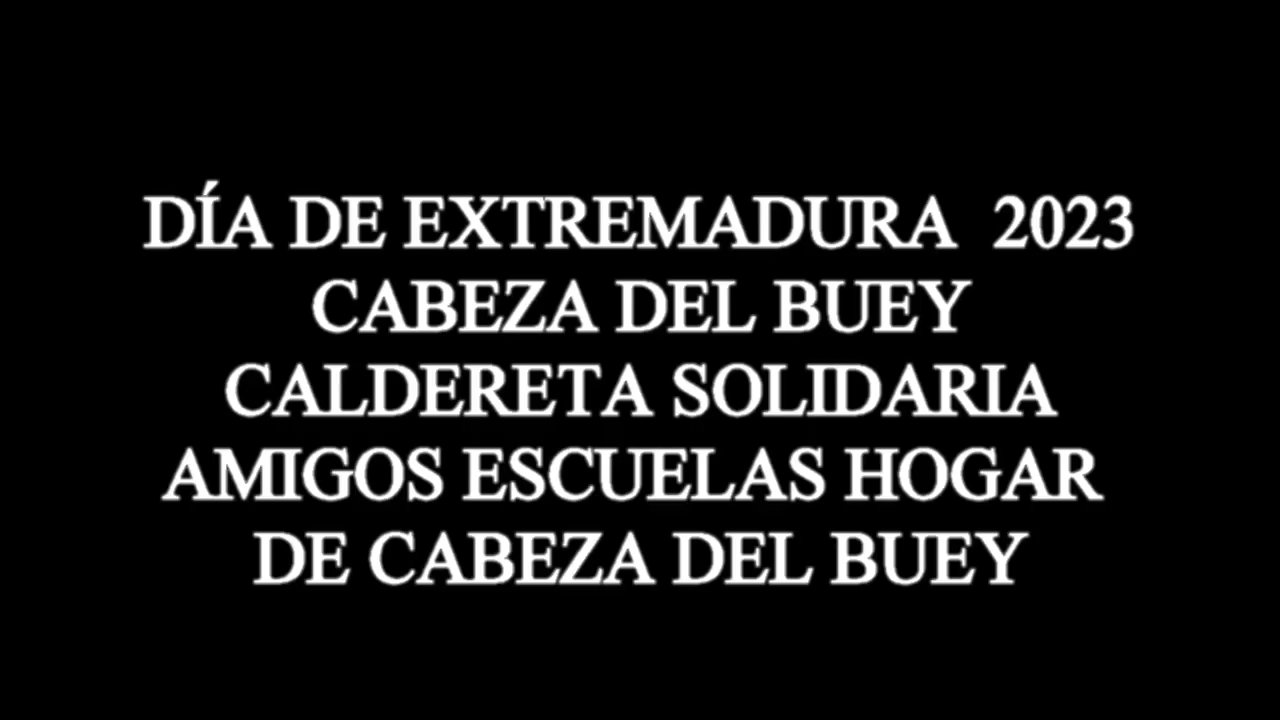 DÍA DE EXTREMADURA  2023
CABEZA DEL BUEY
CALDERETA SOLIDARIA
AMIGOS ESCUELAS HOGAR
DE CABEZA DEL BUEY